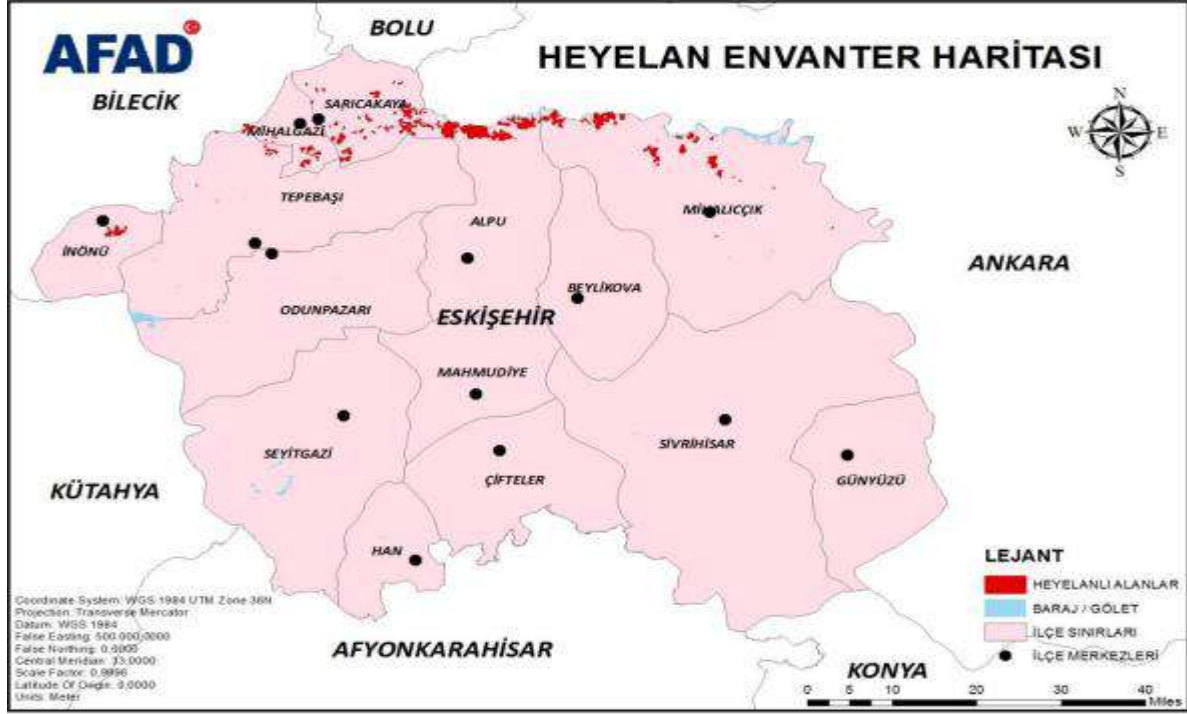 BOLU
AFAD
HEYELAN ENVANTER HARİTASI
BİLECİK
SARICAKAYA
MİHALGAZİ
N
W E
S
TEPEBAŞI
ALPU
MİHALIÇÇIK
İNÖNÜ
ANKARA
BEYLİKOVA
ODUNPAZARI
ESKİŞEHİR
MAHMUDİYE
SEYİTGAZİ
SİVRİHİSAR
ÇİFTELER
GÜNYÜZÜ
KÜTAHYA
HAN
LEJANT
HEYELANLI ALANLAR
BARAJ / GÖLET
İLÇE SINIRLARI
İLÇE MERKEZLERİ
Coordinate System: WGS 1984 UTM Zone 36N
Projection: Transverse Mercator
Datum: WGS 1984
False Easting: 500.000,0000
False Northing: 0,0000
Central Meridian: 33,0000
Scale Factor: 0,9996
Latitude Of Origin: 0,0000
Units: Meter
AFYONKARAHİSAR
KONYA
0 5 10 20 30 40
Miles